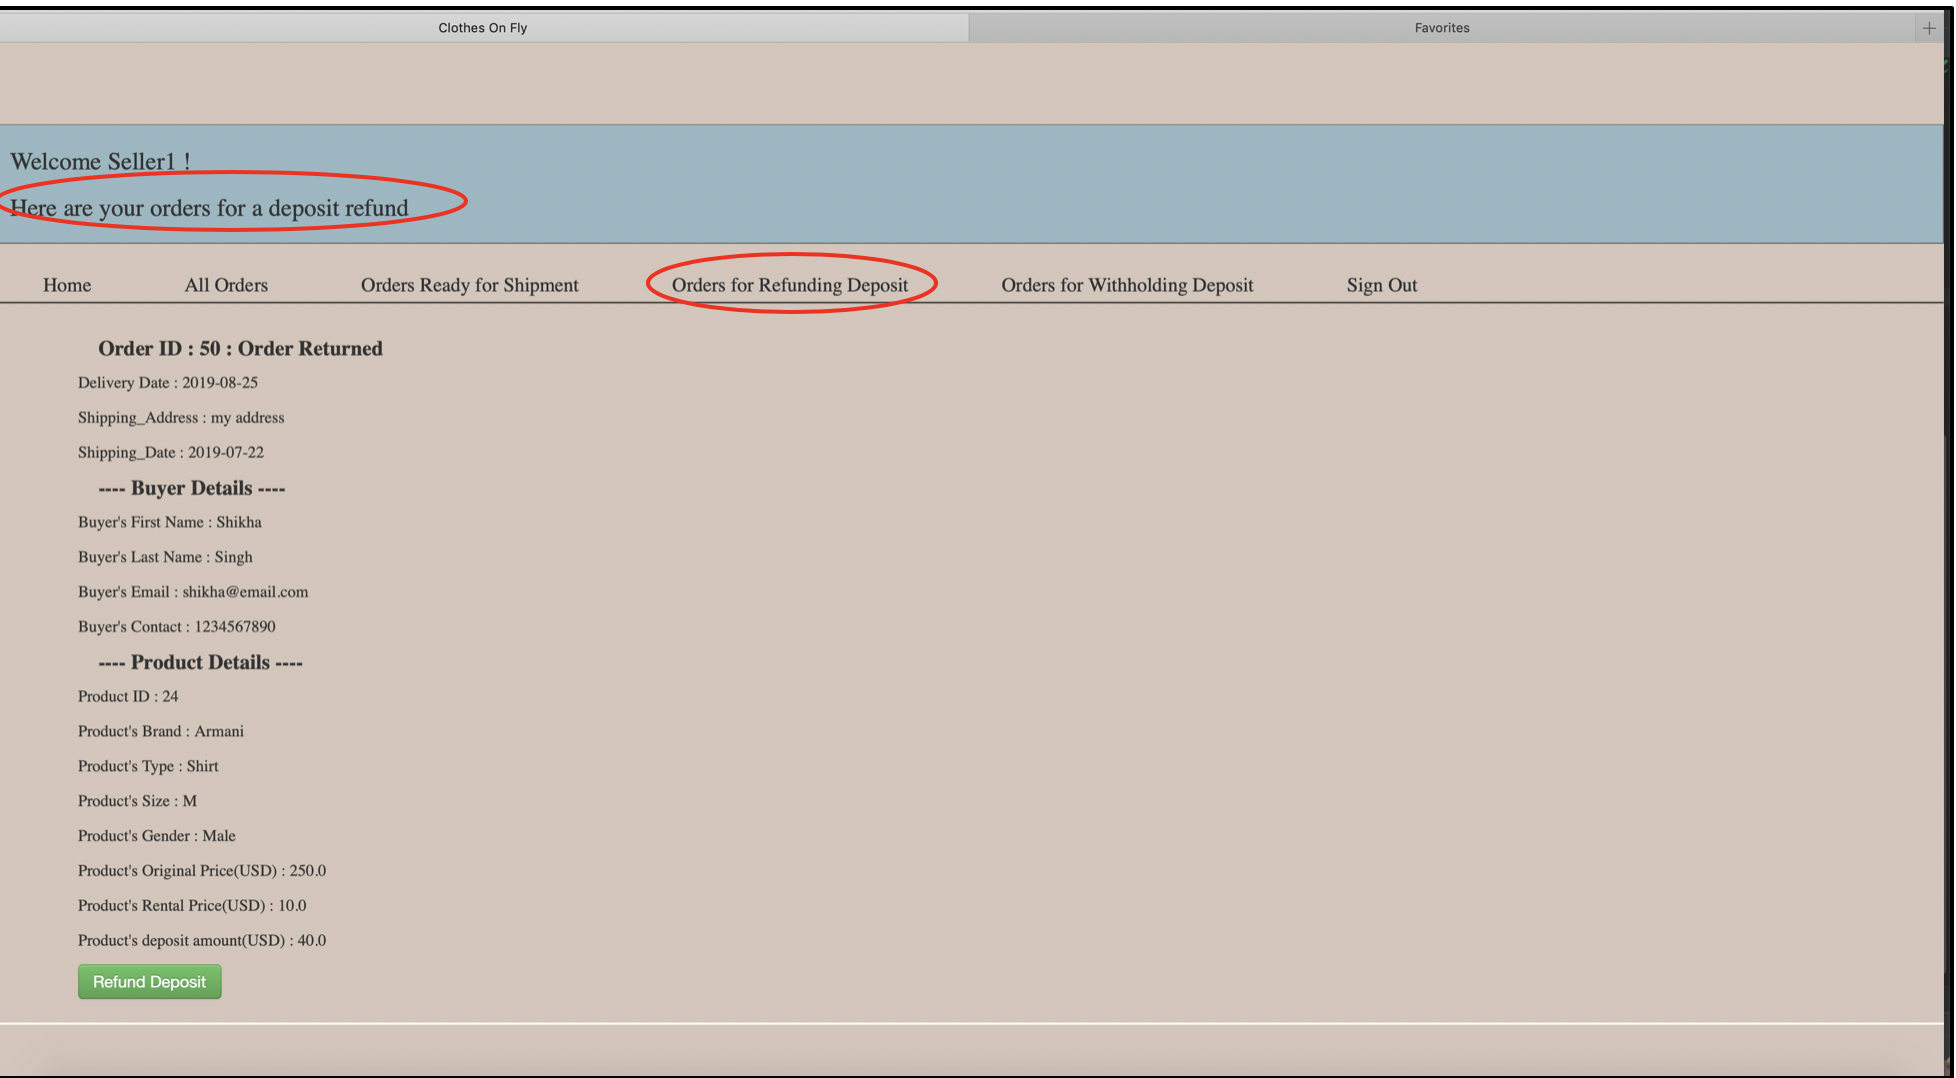 Clothes On Fly
Favorites
Welcome Seller1 !
Here are your orders for a deposit refund
Home
All Orders
Orders Ready for Shipment
Orders for Refunding Deposit
Orders for Withholding Deposit
Sign Out
Order ID : 50 : Order Returned
Delivery Date : 2019-08-25
Shipping_Address : my address
Shipping_Date : 2019-07-22
---- Buyer Details ----
Buyer's First Name : Shikha
Buyer's Last Name : Singh
Buyer's Email : shikha@email.com
Buyer's Contact : 1234567890
---- Product Details ----
Product ID : 24
Product's Brand : Armani
Product's Type : Shirt
Product's Size : M
Product's Gender : Male
Product's Original Price(USD) : 250.0
Product's Rental Price(USD) : 10.0
Product's deposit amount(USD) : 40.0
Refund Deposit